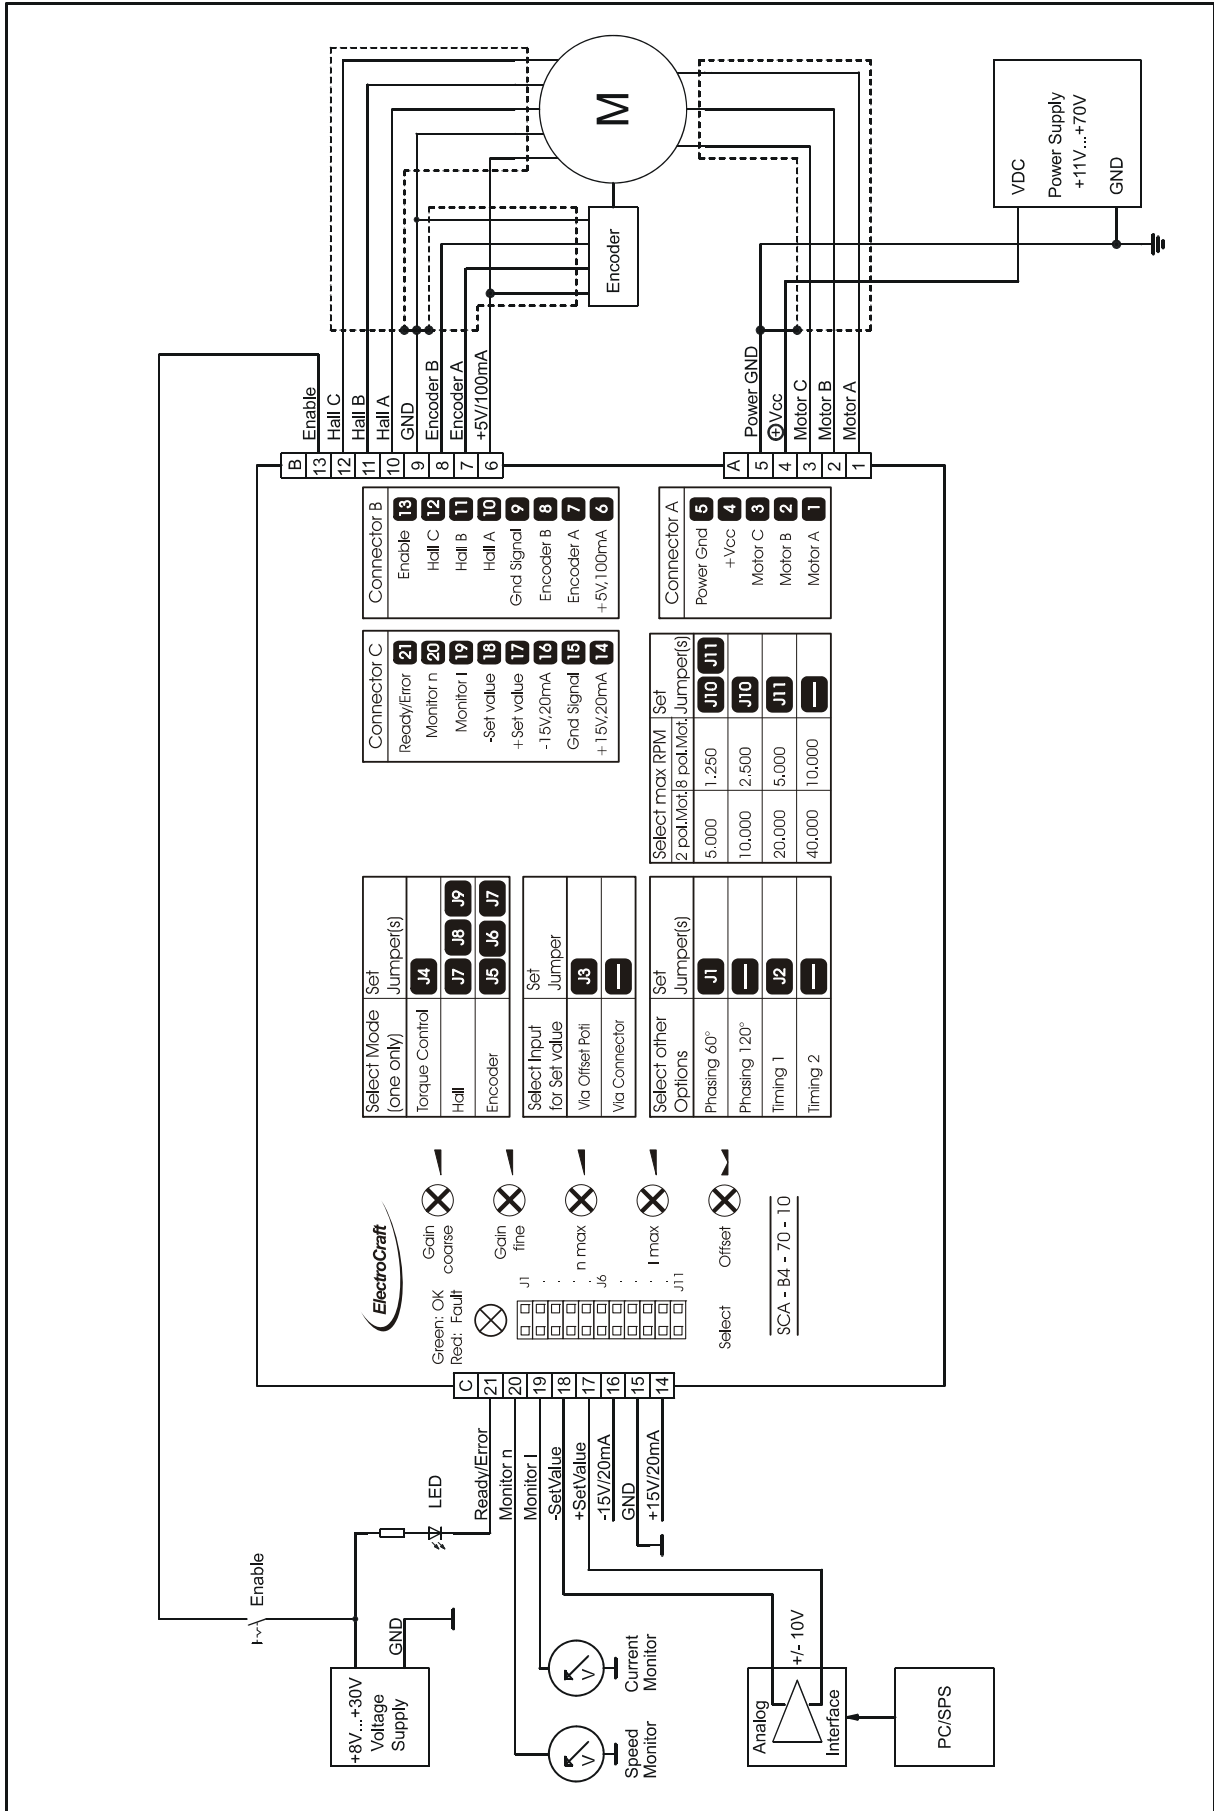 +8V...+30V
Voltage
Supply
GND
Enable
LED
Speed
Monitor
Current
Monitor
V
V
Analog
Interface
+/- 10V
PC/SPS
Ready/Error
Monitor n
Monitor I
-SetValue
+SetValue
-15V/20mA
GND
+15V/20mA
C
21
20
19
18
17
16
15
14
ElectroCraft
Green: OK
Red: Fault
J1
J6
J11
Select
Gain
coarse
Gain
fine
n max
I max
Offset
SCA - B4 - 70 - 10
Select Mode
(one only)
Set
Jumper(s)
Torque Control J4
Hall J7 J8 J9
Encoder J5 J6 J7
Select Input
for Set value
Set
Jumper
Via Offset Poti J3
Via Connector —
Select other
Options
Set
Jumper(s)
Phasing 60° J1
Phasing 120° —
Timing 1 J2
Timing 2 —
Connector C
Ready/Error 21
Monitor n 20
Monitor I 19
-Set value 18
+Set value 17
-15V,20mA 16
Gnd Signal 15
+15V,20mA 14
Connector B
Enable 13
Hall C 12
Hall B 11
Hall A 10
Gnd Signal 9
Encoder B 8
Encoder A 7
+5V,100mA 6
Select max RPM
2 pol.Mot. 8 pol.Mot.
Set
Jumper(s)
5.000 1.250 J10 J11
10.000 2.500 J10
20.000 5.000 J11
40.000 10.000 —
Connector A
Power Gnd 5
+Vcc 4
Motor C 3
Motor B 2
Motor A 1
B
13
12
11
10
9
8
7
6
Enable
Hall C
Hall B
Hall A
GND
Encoder B
Encoder A
+5V/100mA
A
5
4
3
2
1
Power GND
+Vcc
Motor C
Motor B
Motor A
Encoder
M
VDC
Power Supply
+11V...+70V
GND